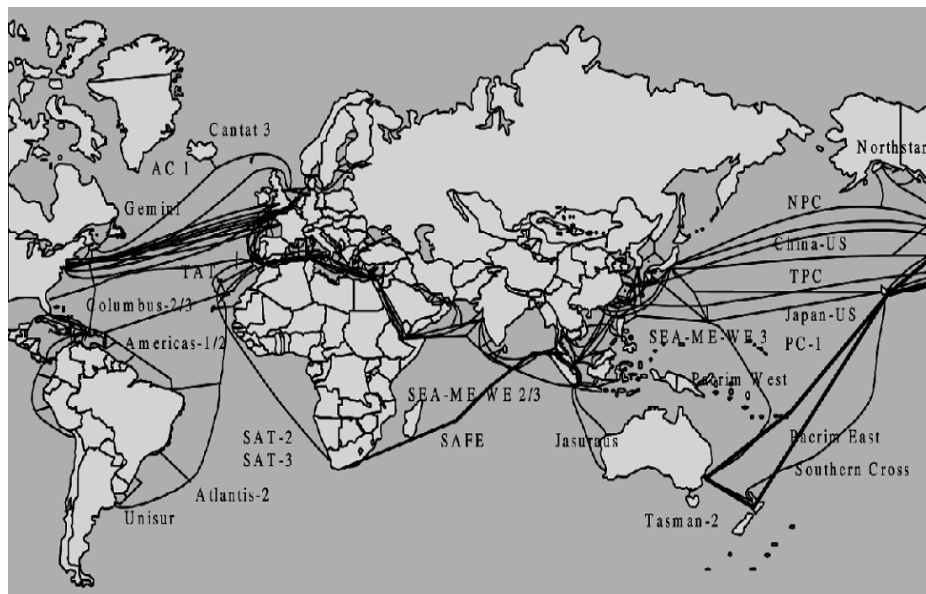 Cantat 3
Northstar
AC 1
NPC
Gemini
China-US
TA1
TPC
Columbus-2/3
Japan-US
SEA-ME-WE 3
Americas-1/2
PC-1
Pacrim West
SEA-ME-WE 2/3
SAT-2
SAFE
Jasuraus
Pacrim East
SAT-3
Southern Cross
Atlantis-2
Unisur
Tasman-2